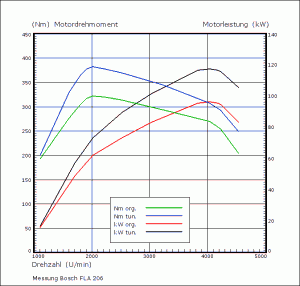 (Nm) Motordrehmoment Motorleistung (kW)
450 140
400 120
350 100
300 80
250 60
200 40
150 20
100 0
50
0
1000 2000 3000 4000 5000
Nm org.
Nm tun.
kW org.
kW tun.
Drehzahl (U/min)
Messung Bosch FLA 206